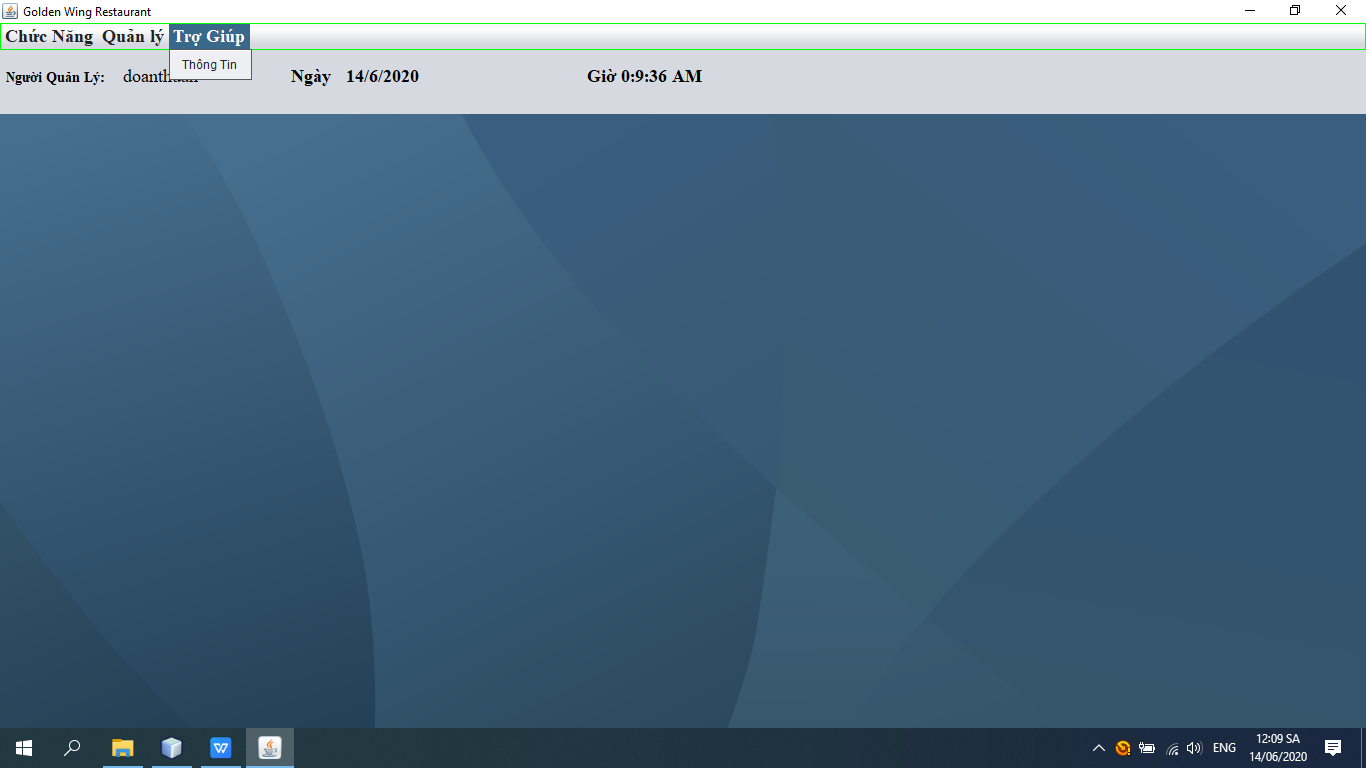 Golden Wing Restaurant
Chức Năng Quản lý Trợ Giúp
Thông Tin
Người Quản Lý: Ngày 14/6/2020 Giờ 0:9:36 AM
ENG
12:09 SA
14/06/2020